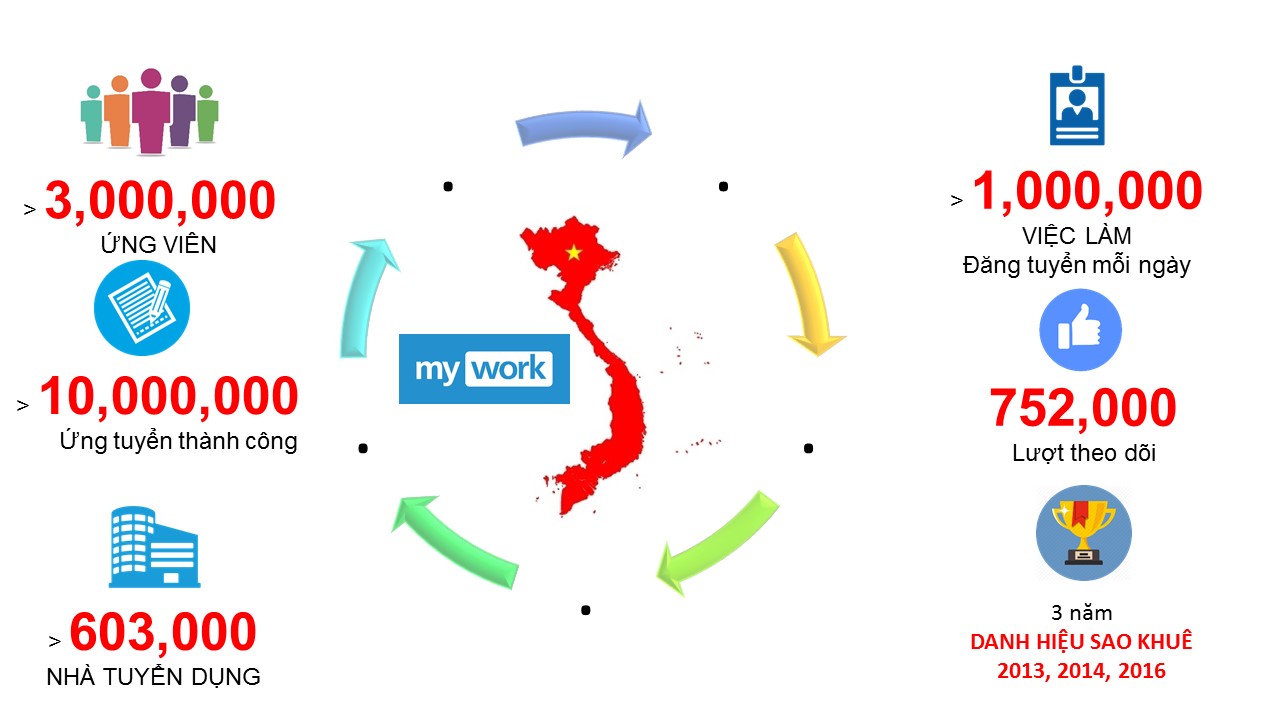 > 3,000,000
ỨNG VIÊN
> 10,000,000
Ứng tuyển thành công
> 603,000
NHÀ TUYỂN DỤNG
my work
> 1,000,000
VIỆC LÀM
Đăng tuyển mỗi ngày
752,000
Lượt theo dõi
3 năm
DANH HIỆU SAO KHUÊ
2013, 2014, 2016